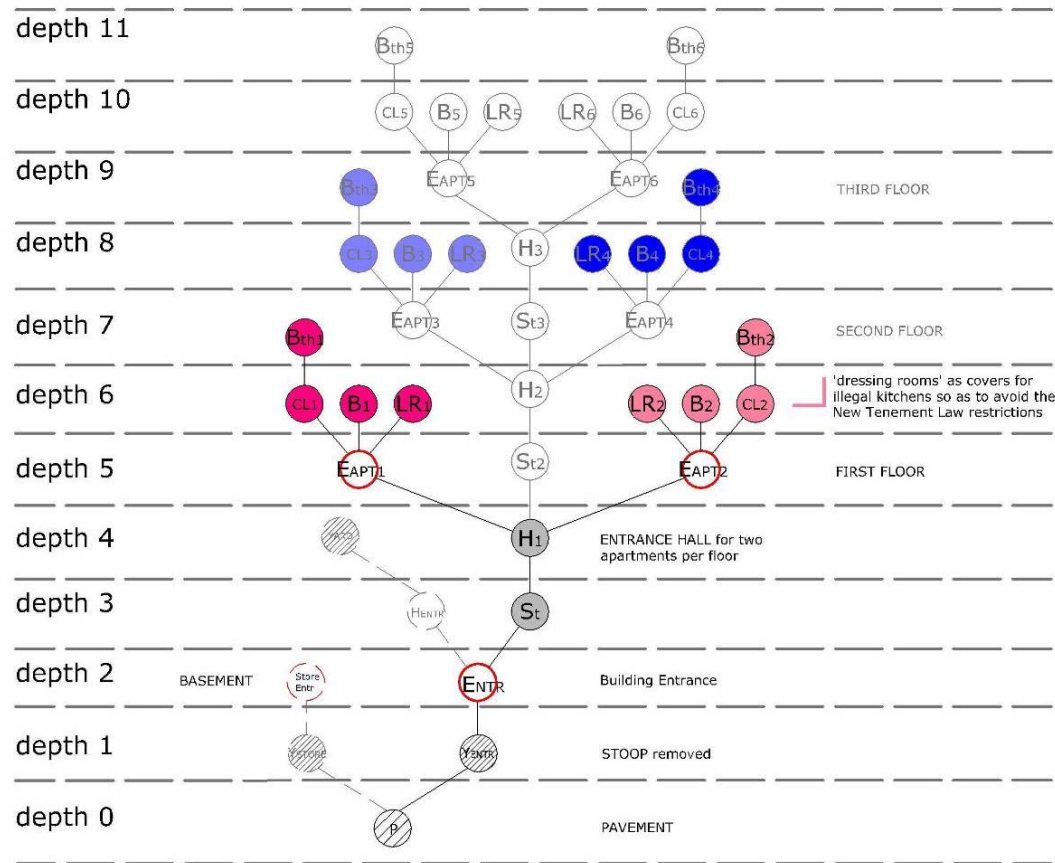 depth 11
Bth5 Bth6
depth 10
CL5 B5 LR5 LR6 B6 CL6
depth 9
Bth3 EAPT5 EAPT6 Bth4 THIRD FLOOR
depth 8
CL3 B3 LR3 H3 LR4 B4 CL4
depth 7
Bth1 EAPT3 St3 EAPT4 Bth2 SECOND FLOOR
depth 6
CL1 B1 LR1 H2 LR2 B2 CL2
'dressing rooms' as covers for
illegal kitchens so as to avoid the
New Tenement Law restrictions
depth 5
EAPT1 St2 EAPT2 FIRST FLOOR
depth 4
H1
ENTRANCE HALL for two
apartments per floor
depth 3
HENTR St
depth 2
BASEMENT
Store
Entr
ENTR Building Entrance
depth 1
YSTORE YENTR STOOP removed
depth 0
P PAVEMENT